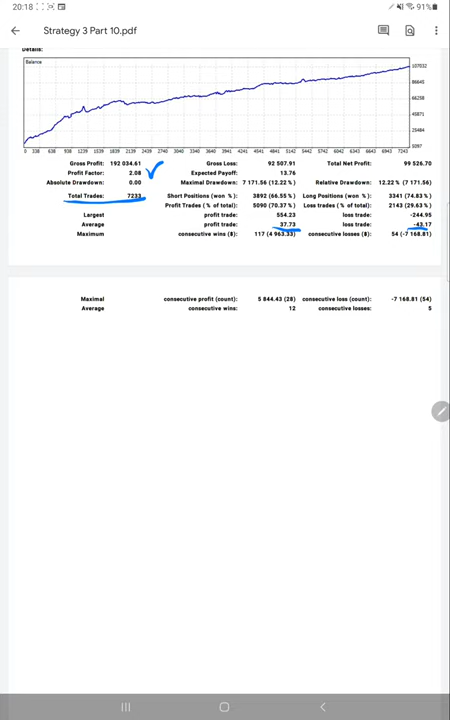 20:18 91%
Strategy 3 Part 10.pdf
Details:
Balance
107032
86645
66258
45871
25484
5097
0 338 638 938 1239 1539 1839 2139 2439 2740 3040 3340 3640 3941 4241 4541 4841 5142 5442 5742 6042 6343 6643 6943 7243
Gross Profit: 192 034.61 Gross Loss: 92 507.91 Total Net Profit: 99 526.70
Profit Factor: 2.08 Expected Payoff: 13.76
Absolute Drawdown: 0.00 Maximal Drawdown: 7 171.56 (12.22 %) Relative Drawdown: 12.22 % (7 171.56)
Total Trades: 7233 Short Positions (won %): 3892 (66.55 %) Long Positions (won %): 3341 (74.83 %)
Profit Trades (% of total): 5090 (70.37 %) Loss trades (% of total): 2143 (29.63 %)
Largest profit trade: 554.23 loss trade: -244.95
Average profit trade: 37.73 loss trade: -43.17
Maximum consecutive wins ($): 117 (4 963.33) consecutive losses ($): 54 (-7 168.81)
Maximal consecutive profit (count): 5 844.43 (28) consecutive loss (count): -7 168.81 (54)
Average consecutive wins: 12 consecutive losses: 5